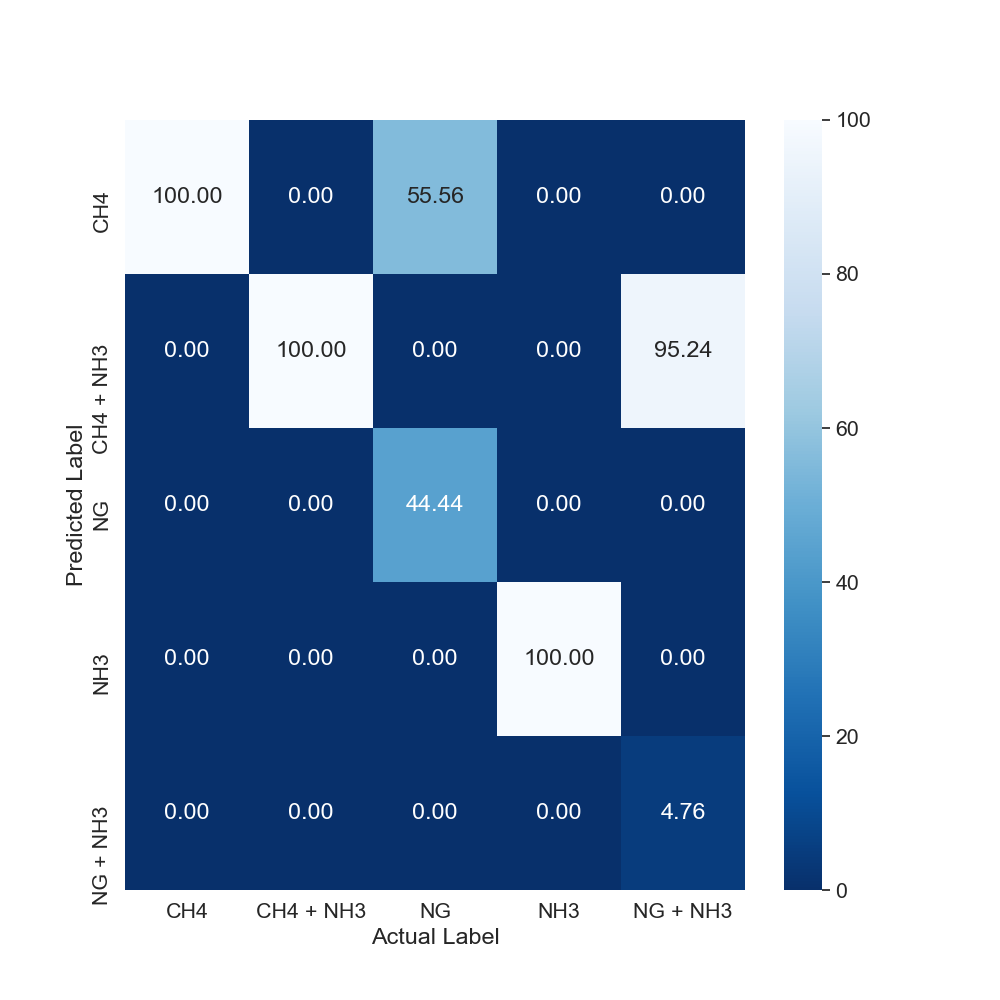 100
100.00 0.00 55.56 0.00 0.00
CH4
80
0.00 100.00 0.00 0.00 95.24
CH4 + NH3
60
Predicted Label
0.00 0.00 44.44 0.00 0.00
NG
40
0.00 0.00 0.00 100.00 0.00
NH3
20
0.00 0.00 0.00 0.00 4.76
NG + NH3
0
CH4 CH4 + NH3 NG NH3 NG + NH3
Actual Label